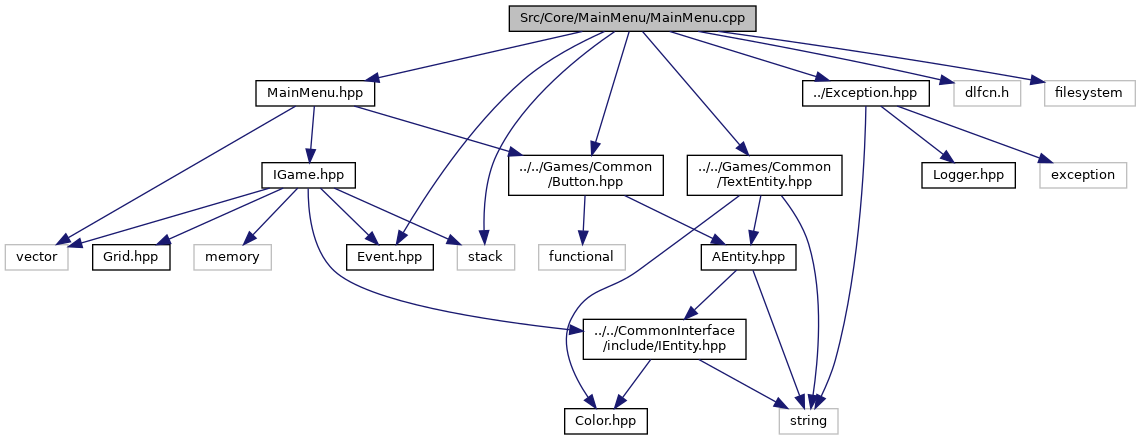 Src/Core/MainMenu/MainMenu.cpp
MainMenu.hpp
../Exception.hpp
dlfcn.h
filesystem
IGame.hpp
../../Games/Common
/Button.hpp
../../Games/Common
/TextEntity.hpp
Logger.hpp
exception
vector
Grid.hpp
memory
Event.hpp
stack
functional
AEntity.hpp
../../CommonInterface
/include/IEntity.hpp
Color.hpp
string